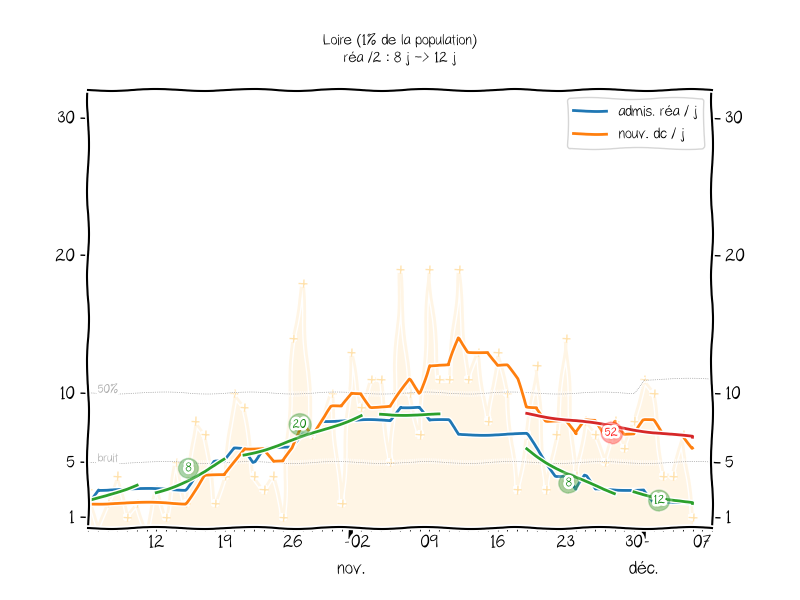 Loire (1% de la population)
réa /2 : 8 j -> 12 j
admis. réa / j
nouv. dc / j
30
30
20
20
50%
10
10
20
52
bruit
8
8
12
5
5
1
1
12 19 26 02 09 16 23 30 07
nov. déc.